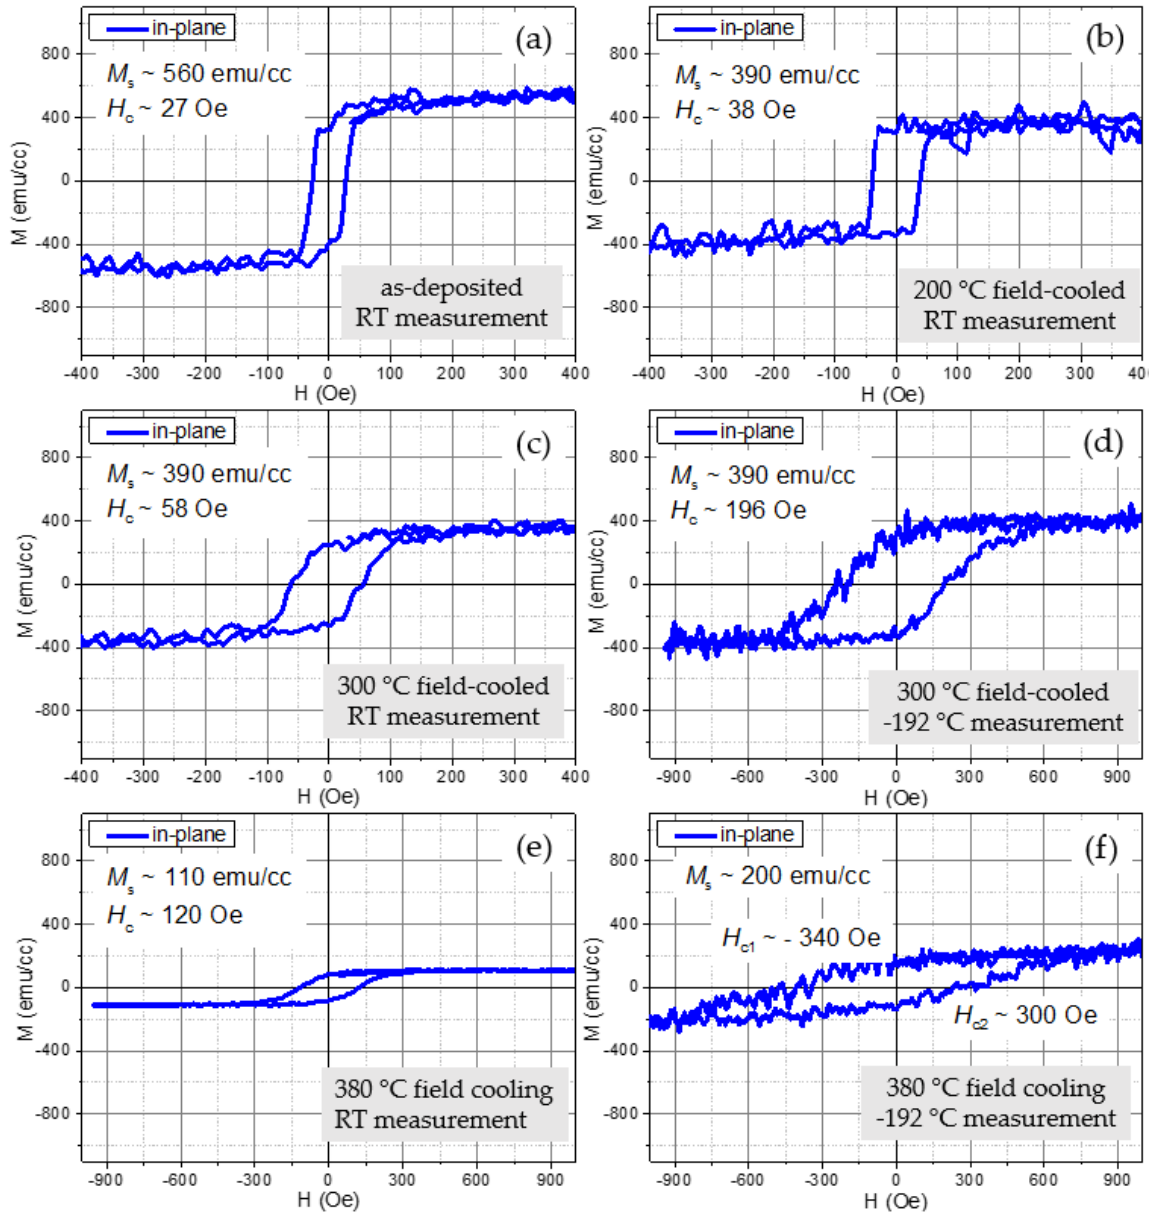 in-plane
(a)
Ms ~ 560 emu/cc
Hc ~ 27 Oe
as-deposited
RT measurement
800
400
0
-400
-800
M (emu/cc)
-400 -300 -200 -100 0 100 200 300 400
H (Oe)
in-plane
(b)
Ms ~ 390 emu/cc
Hc ~ 38 Oe
200 °C field-cooled
RT measurement
800
400
0
-400
-800
M (emu/cc)
-400 -300 -200 -100 0 100 200 300 400
H (Oe)
in-plane
(c)
Ms ~ 390 emu/cc
Hc ~ 58 Oe
300 °C field-cooled
RT measurement
800
400
0
-400
-800
M (emu/cc)
-400 -300 -200 -100 0 100 200 300 400
H (Oe)
in-plane
(d)
Ms ~ 390 emu/cc
Hc ~ 196 Oe
300 °C field-cooled
-192 °C measurement
800
400
0
-400
-800
M (emu/cc)
-900 -600 -300 0 300 600 900
H (Oe)
in-plane
(e)
Ms ~ 110 emu/cc
Hc ~ 120 Oe
380 °C field cooling
RT measurement
800
400
0
-400
-800
M (emu/cc)
-900 -600 -300 0 300 600 900
H (Oe)
in-plane
(f)
Ms ~ 200 emu/cc
Hc1 ~ - 340 Oe
Hc2 ~ 300 Oe
380 °C field cooling
-192 °C measurement
800
400
0
-400
-800
M (emu/cc)
-900 -600 -300 0 300 600 900
H (Oe)